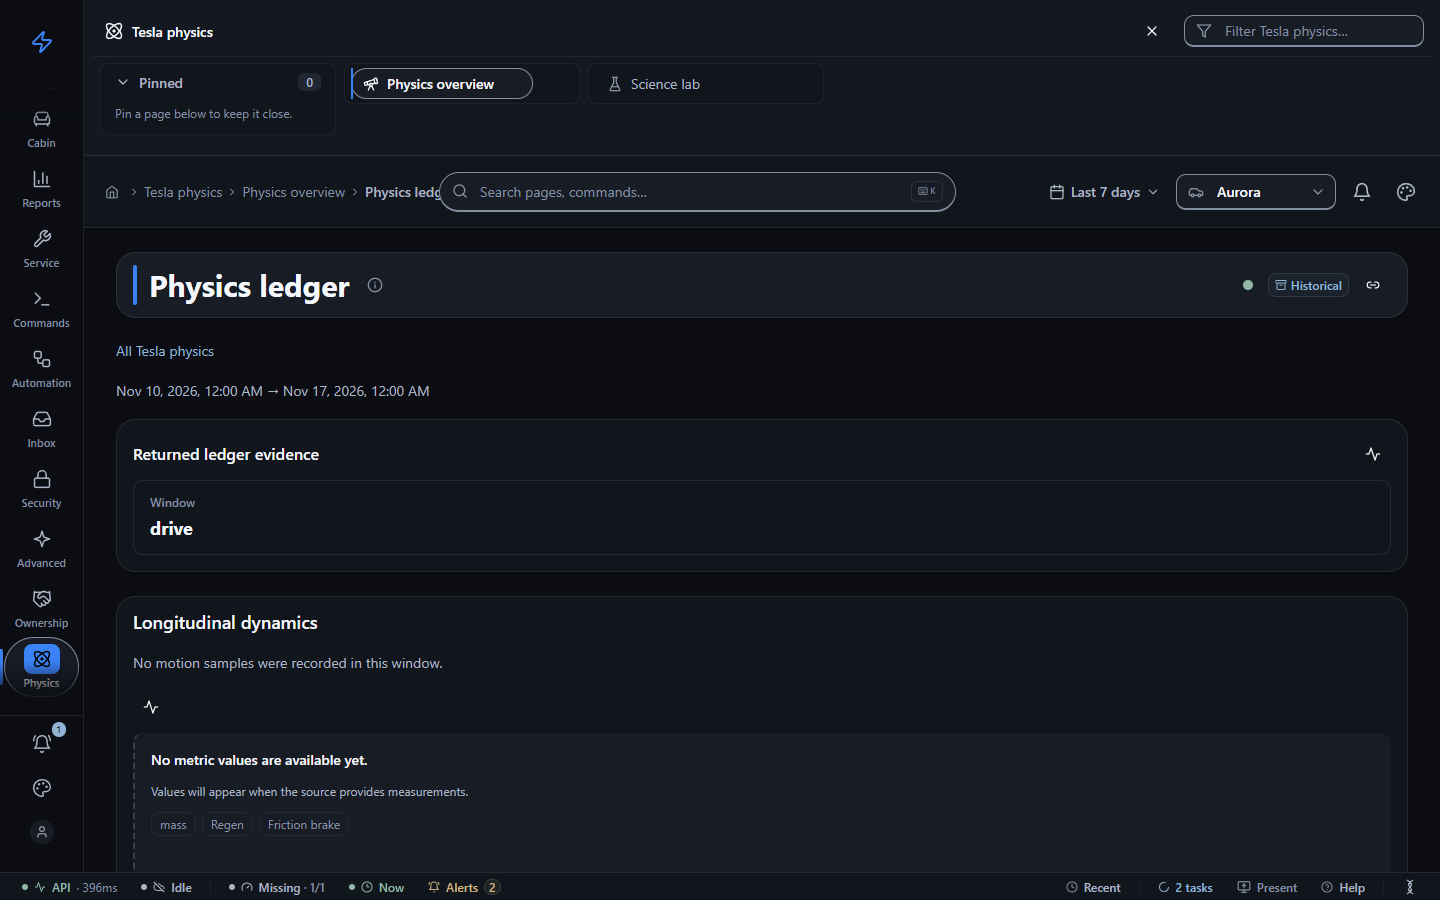 Tesla physics
Filter Tesla physics...
Pinned
0
Pin a page below to keep it close.
Physics overview
Science lab
Cabin
Reports
Service
Commands
Automation
Inbox
Security
Advanced
Ownership
Physics
1
Tesla physics
Physics overview
Physics ledg
Search pages, commands...
K
Last 7 days
Aurora
Physics ledger
Historical
All Tesla physics
Nov 10, 2026, 12:00 AM → Nov 17, 2026, 12:00 AM
Returned ledger evidence
Window
drive
Longitudinal dynamics
No motion samples were recorded in this window.
No metric values are available yet.
Values will appear when the source provides measurements.
mass
Regen
Friction brake
API · 396ms
Idle
Missing · 1/1
Now
Alerts 2
Recent
2 tasks
Present
Help